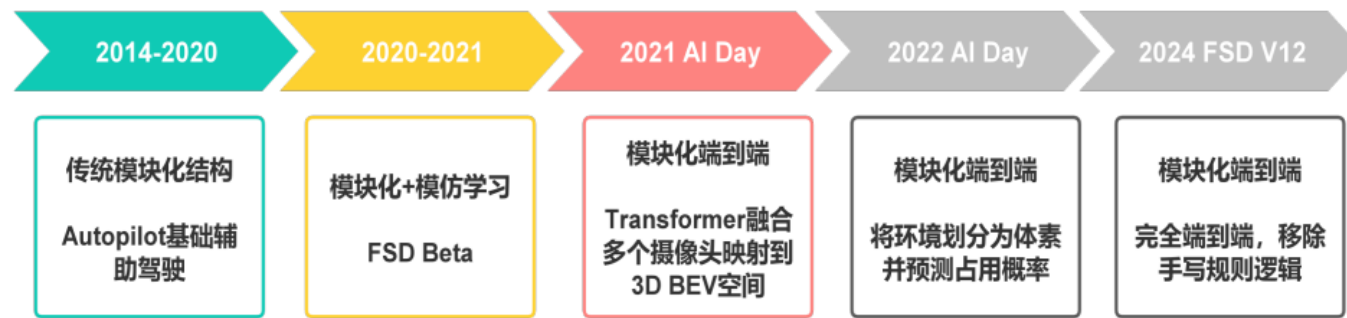 2014-2020
2020-2021
2021 AI Day
2022 AI Day
2024 FSD V12
传统模块化结构
Autopilot基础辅
助驾驶
模块化+模仿学习
FSD Beta
模块化端到端
Transformer融合
多个摄像头映射到
3D BEV空间
模块化端到端
将环境划分为体素
并预测占用概率
模块化端到端
完全端到端，移除
手写规则逻辑